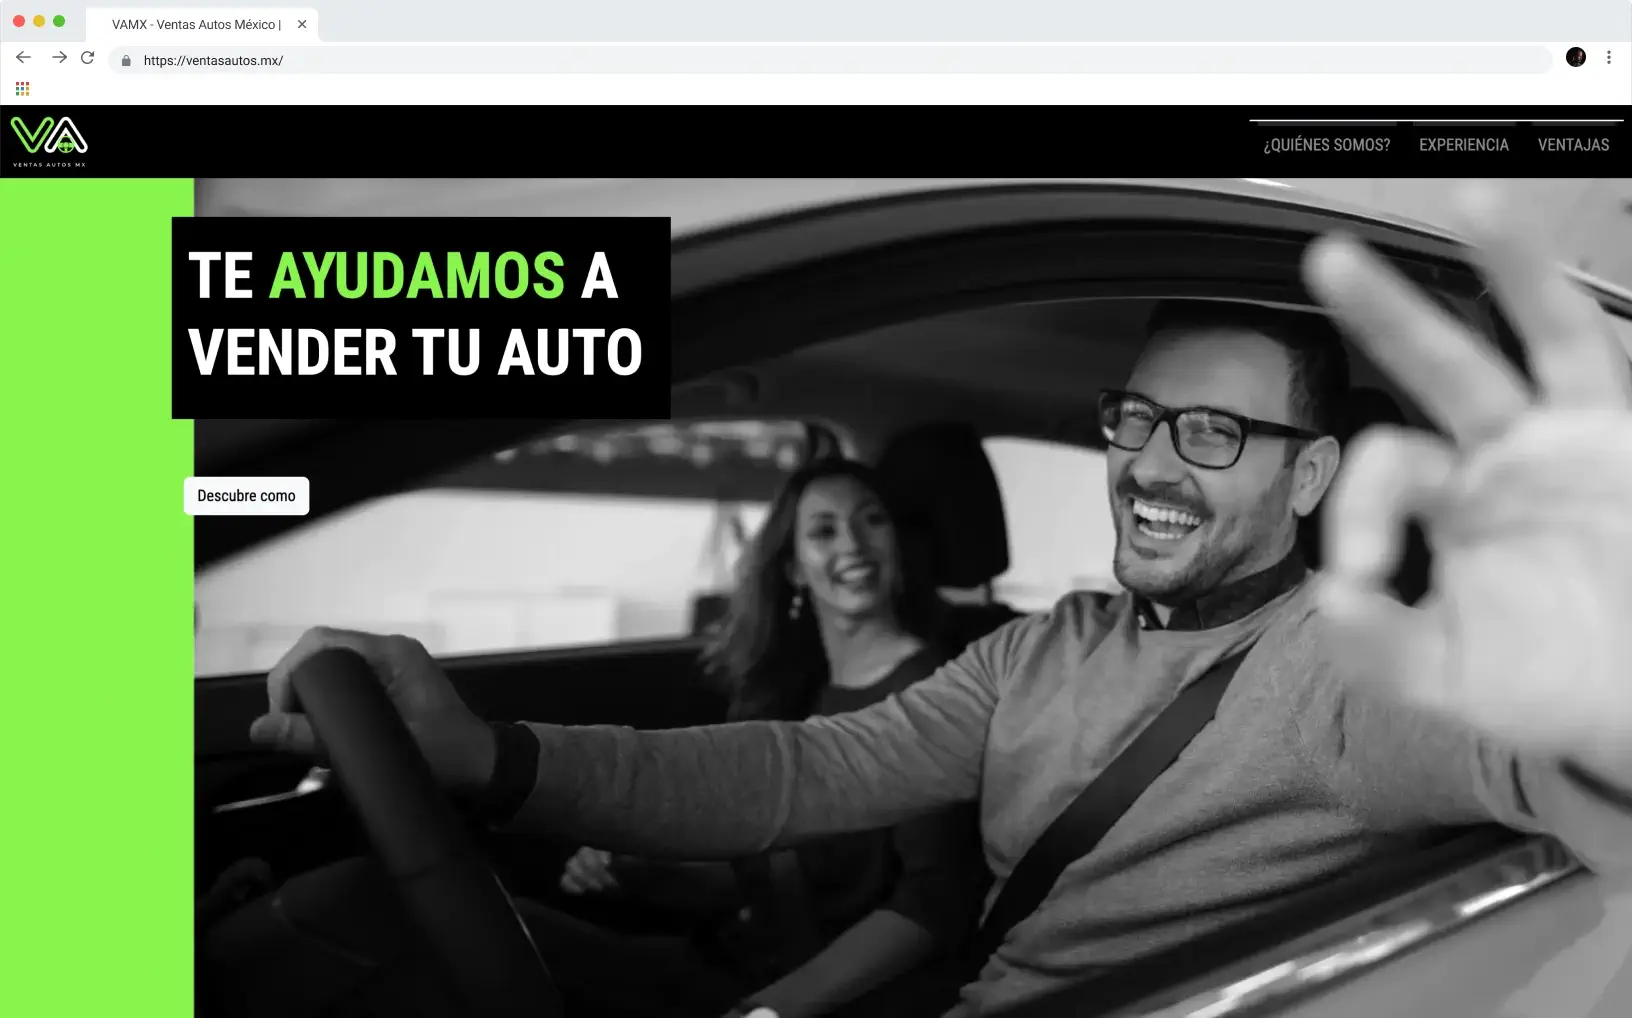 VAMX - Ventas Autos México |
https://ventasautos.mx/
VA
VENTAS AUTOS MX
¿QUIÉNES SOMOS?
EXPERIENCIA
VENTAJAS
TE AYUDAMOS A
VENDER TU AUTO
Descubre como